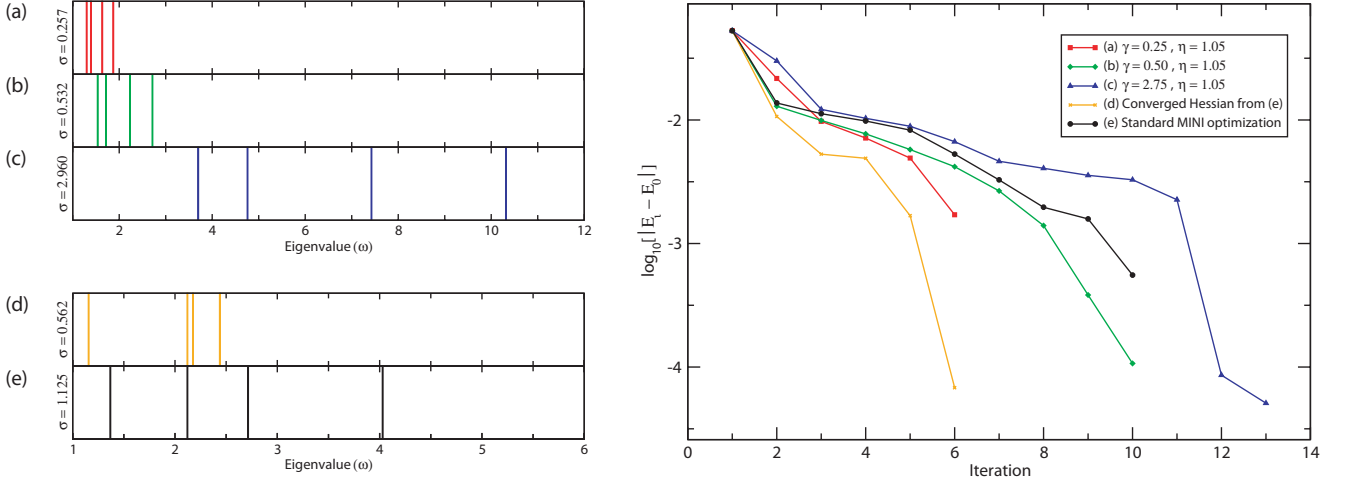 (a)
σ = 0.257
(b)
σ = 0.532
(c)
σ = 2.960
2 4 6 8 10 12
Eigenvalue (ω)
(d)
σ = 0.562
(e)
σ = 1.125
1 2 3 4 5 6
Eigenvalue (ω)
(a) γ = 0.25 , η = 1.05
(b) γ = 0.50 , η = 1.05
(c) γ = 2.75 , η = 1.05
(d) Converged Hessian from (e)
(e) Standard MINI optimization
-2
-3
-4
log₁₀[ |E_ι − E₀| ]
0 2 4 6 8 10 12 14
Iteration